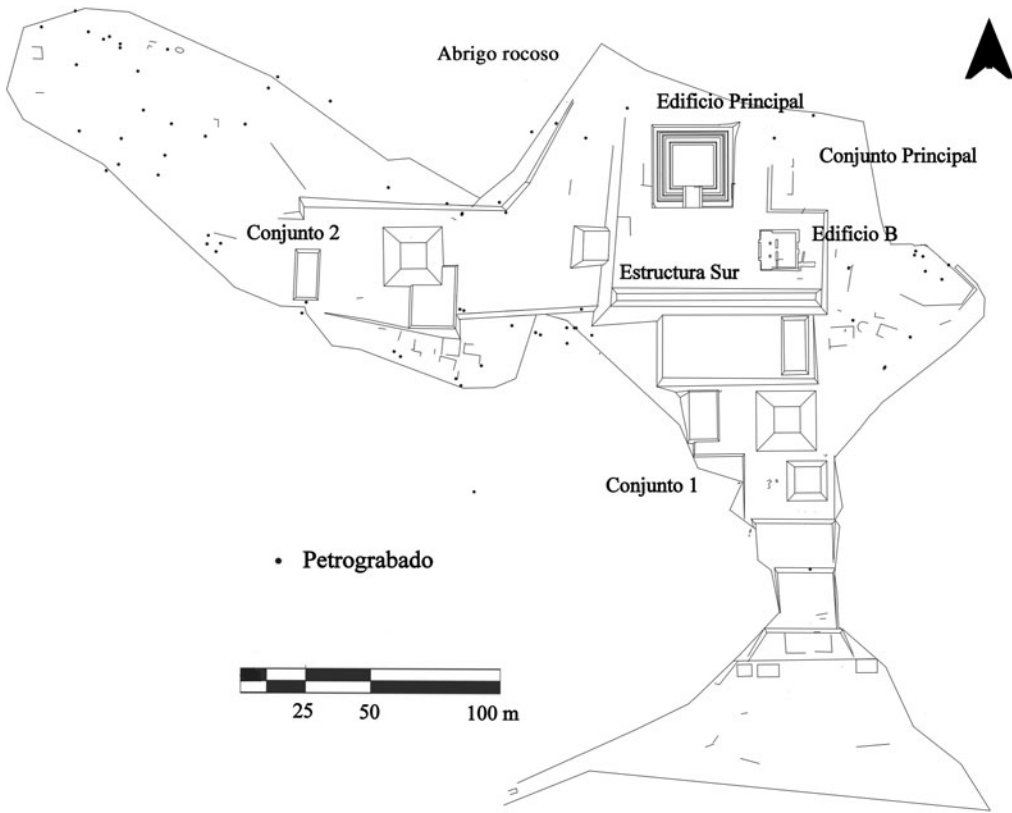 Abrigo rocoso
Edificio Principal
Conjunto Principal
Conjunto 2
Edificio B
Estructura Sur
Conjunto 1
Petrograbado
25 50 100 m